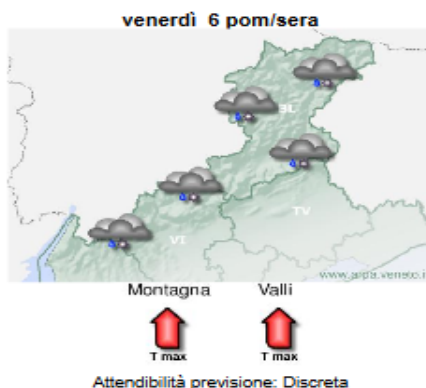 venerdì 6 pom/sera
BL
TV
VI
www.arpa.veneto.it
Montagna Valli
T max T max
Attendibilità previsione: Discreta